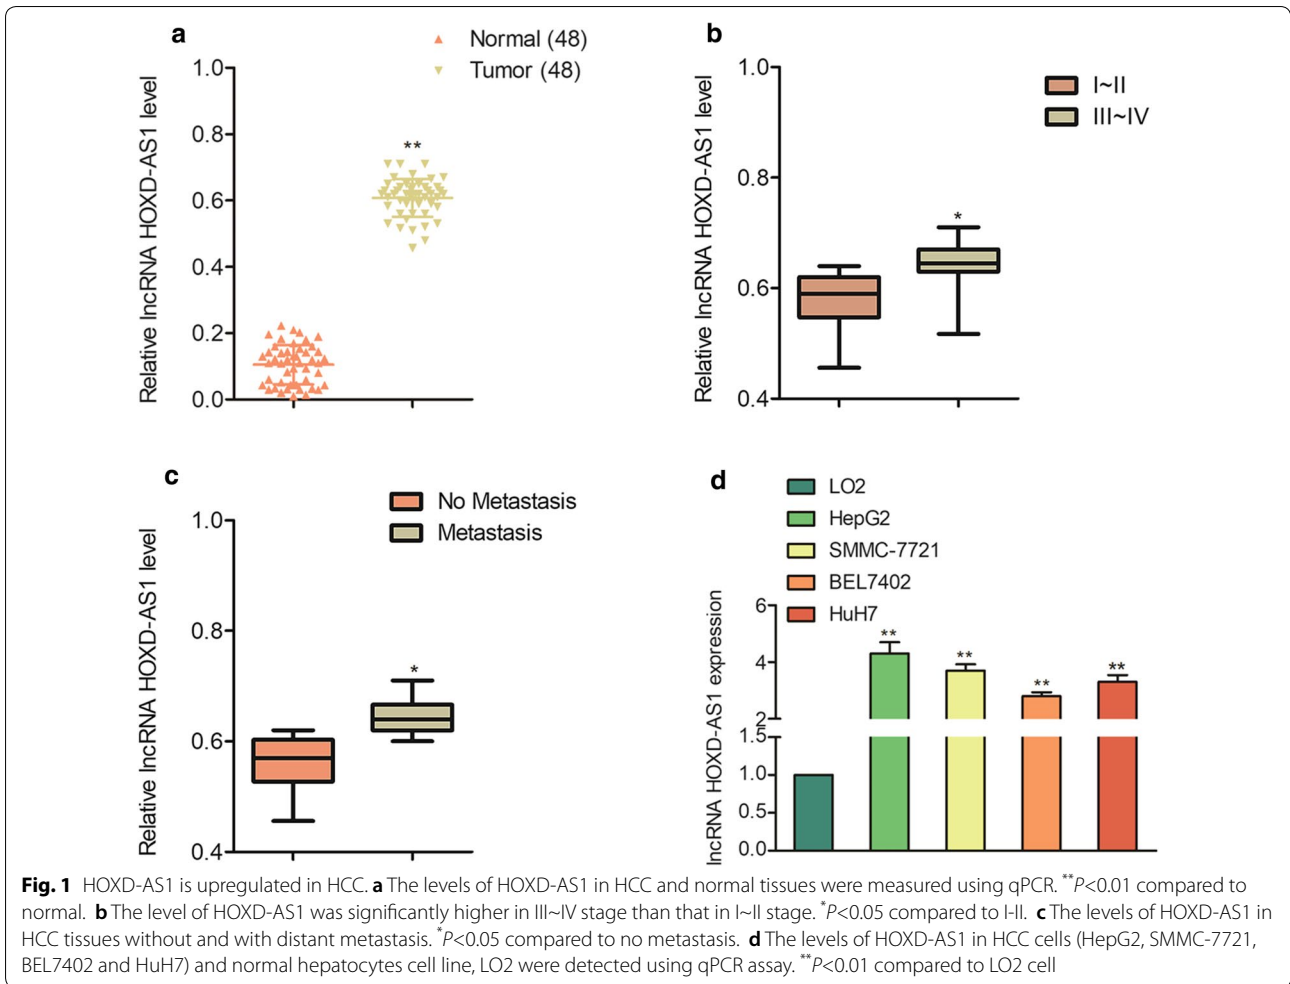 a
Normal (48)
Tumor (48)
Relative lncRNA HOXD-AS1 level
1.0
0.8
0.6
0.4
0.2
0.0
**
b
I~II
III~IV
Relative lncRNA HOXD-AS1 level
1.0
0.8
0.6
0.4
*
c
No Metastasis
Metastasis
Relative lncRNA HOXD-AS1 level
1.0
0.8
0.6
0.4
*
d
LO2
HepG2
SMMC-7721
BEL7402
HuH7
lncRNA HOXD-AS1 expression
6
4
2
1.5
1.0
0.5
0.0
**
**
**
**
Fig. 1 HOXD-AS1 is upregulated in HCC. a The levels of HOXD-AS1 in HCC and normal tissues were measured using qPCR. **P<0.01 compared to
normal. b The level of HOXD-AS1 was significantly higher in III~IV stage than that in I~II stage. *P<0.05 compared to I-II. c The levels of HOXD-AS1 in
HCC tissues without and with distant metastasis. *P<0.05 compared to no metastasis. d The levels of HOXD-AS1 in HCC cells (HepG2, SMMC-7721,
BEL7402 and HuH7) and normal hepatocytes cell line, LO2 were detected using qPCR assay. **P<0.01 compared to LO2 cell